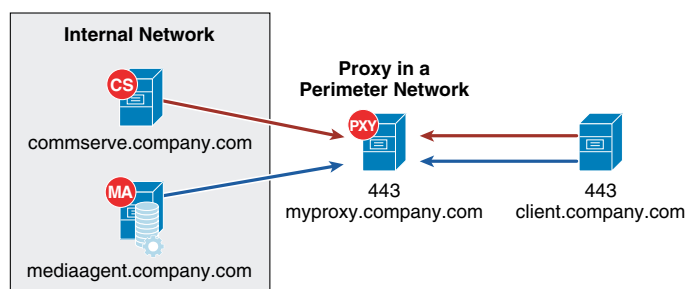 Internal Network
CS
commserve.company.com
MA
mediaagent.company.com
Proxy in a
Perimeter Network
PXY
443
myproxy.company.com
443
client.company.com